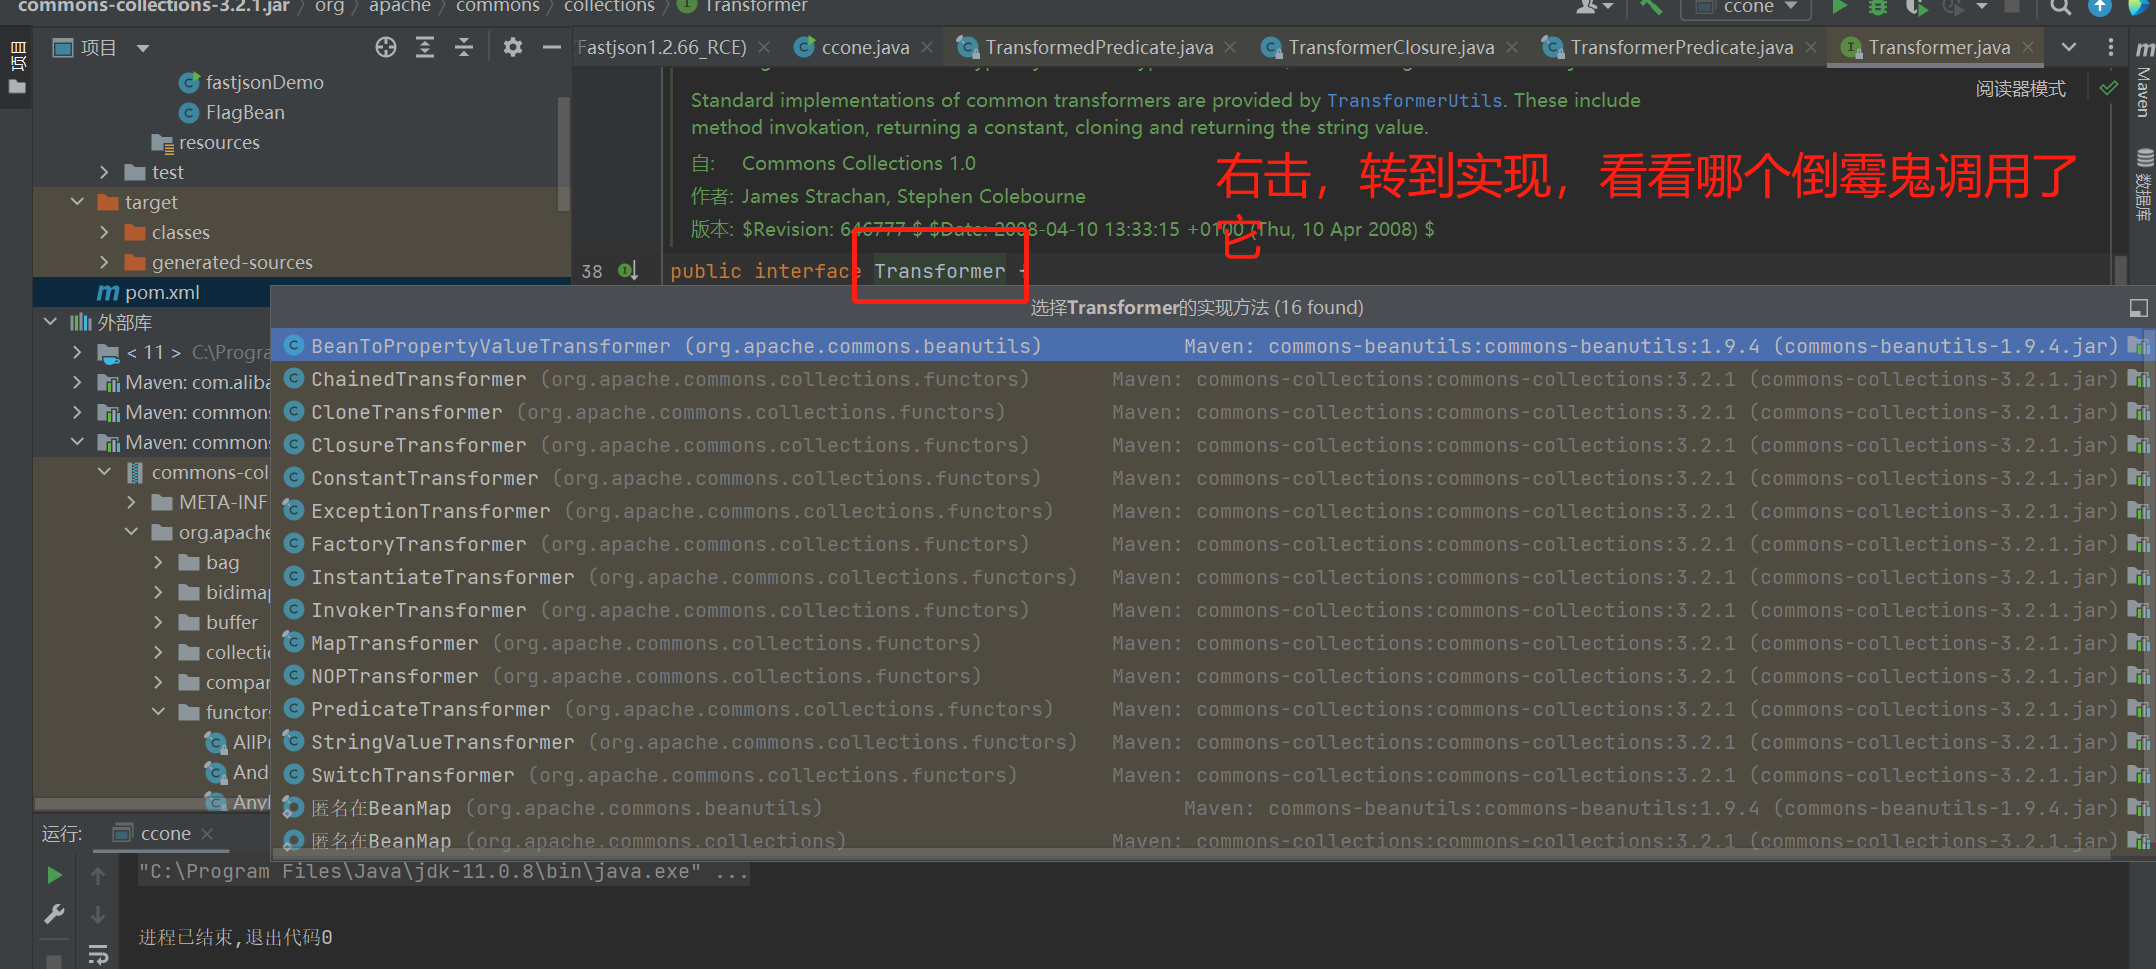 commons-collections-3.2.1.jar 〉 org 〉 apache 〉 commons 〉 collections 〉 Transformer
ccone
项目
Fastjson1.2.66_RCE)
ccone.java
TransformedPredicate.java
TransformerClosure.java
TransformerPredicate.java
Transformer.java
项目
Maven
数据库
fastjsonDemo
FlagBean
resources
test
target
classes
generated-sources
pom.xml
外部库
< 11 > C:\Progra
Maven: com.aliba
Maven: commons
Maven: commons
commons-col
META-INF
org.apache
bag
bidimap
buffer
collectio
compar
functors
AllPr
And
Any
阅读器模式
Standard implementations of common transformers are provided by TransformerUtils. These include
method invokation, returning a constant, cloning and returning the string value.
自: Commons Collections 1.0
作者: James Strachan, Stephen Colebourne
版本: $Revision: 646777 $ $Date: 2008-04-10 13:33:15 +0100 (Thu, 10 Apr 2008) $
右击，转到实现，看看哪个倒霉鬼调用了
它
38 public interface Transformer {
选择Transformer的实现方法 (16 found)
BeanToPropertyValueTransformer (org.apache.commons.beanutils) Maven: commons-beanutils:commons-beanutils:1.9.4 (commons-beanutils-1.9.4.jar)
ChainedTransformer (org.apache.commons.collections.functors) Maven: commons-collections:commons-collections:3.2.1 (commons-collections-3.2.1.jar)
CloneTransformer (org.apache.commons.collections.functors) Maven: commons-collections:commons-collections:3.2.1 (commons-collections-3.2.1.jar)
ClosureTransformer (org.apache.commons.collections.functors) Maven: commons-collections:commons-collections:3.2.1 (commons-collections-3.2.1.jar)
ConstantTransformer (org.apache.commons.collections.functors) Maven: commons-collections:commons-collections:3.2.1 (commons-collections-3.2.1.jar)
ExceptionTransformer (org.apache.commons.collections.functors) Maven: commons-collections:commons-collections:3.2.1 (commons-collections-3.2.1.jar)
FactoryTransformer (org.apache.commons.collections.functors) Maven: commons-collections:commons-collections:3.2.1 (commons-collections-3.2.1.jar)
InstantiateTransformer (org.apache.commons.collections.functors) Maven: commons-collections:commons-collections:3.2.1 (commons-collections-3.2.1.jar)
InvokerTransformer (org.apache.commons.collections.functors) Maven: commons-collections:commons-collections:3.2.1 (commons-collections-3.2.1.jar)
MapTransformer (org.apache.commons.collections.functors) Maven: commons-collections:commons-collections:3.2.1 (commons-collections-3.2.1.jar)
NOPTransformer (org.apache.commons.collections.functors) Maven: commons-collections:commons-collections:3.2.1 (commons-collections-3.2.1.jar)
PredicateTransformer (org.apache.commons.collections.functors) Maven: commons-collections:commons-collections:3.2.1 (commons-collections-3.2.1.jar)
StringValueTransformer (org.apache.commons.collections.functors) Maven: commons-collections:commons-collections:3.2.1 (commons-collections-3.2.1.jar)
SwitchTransformer (org.apache.commons.collections.functors) Maven: commons-collections:commons-collections:3.2.1 (commons-collections-3.2.1.jar)
匿名在BeanMap (org.apache.commons.beanutils) Maven: commons-beanutils:commons-beanutils:1.9.4 (commons-beanutils-1.9.4.jar)
匿名在BeanMap (org.apache.commons.collections) Maven: commons-collections:commons-collections:3.2.1 (commons-collections-3.2.1.jar)
运行: ccone
"C:\Program Files\Java\jdk-11.0.8\bin\java.exe" ...
进程已结束,退出代码0